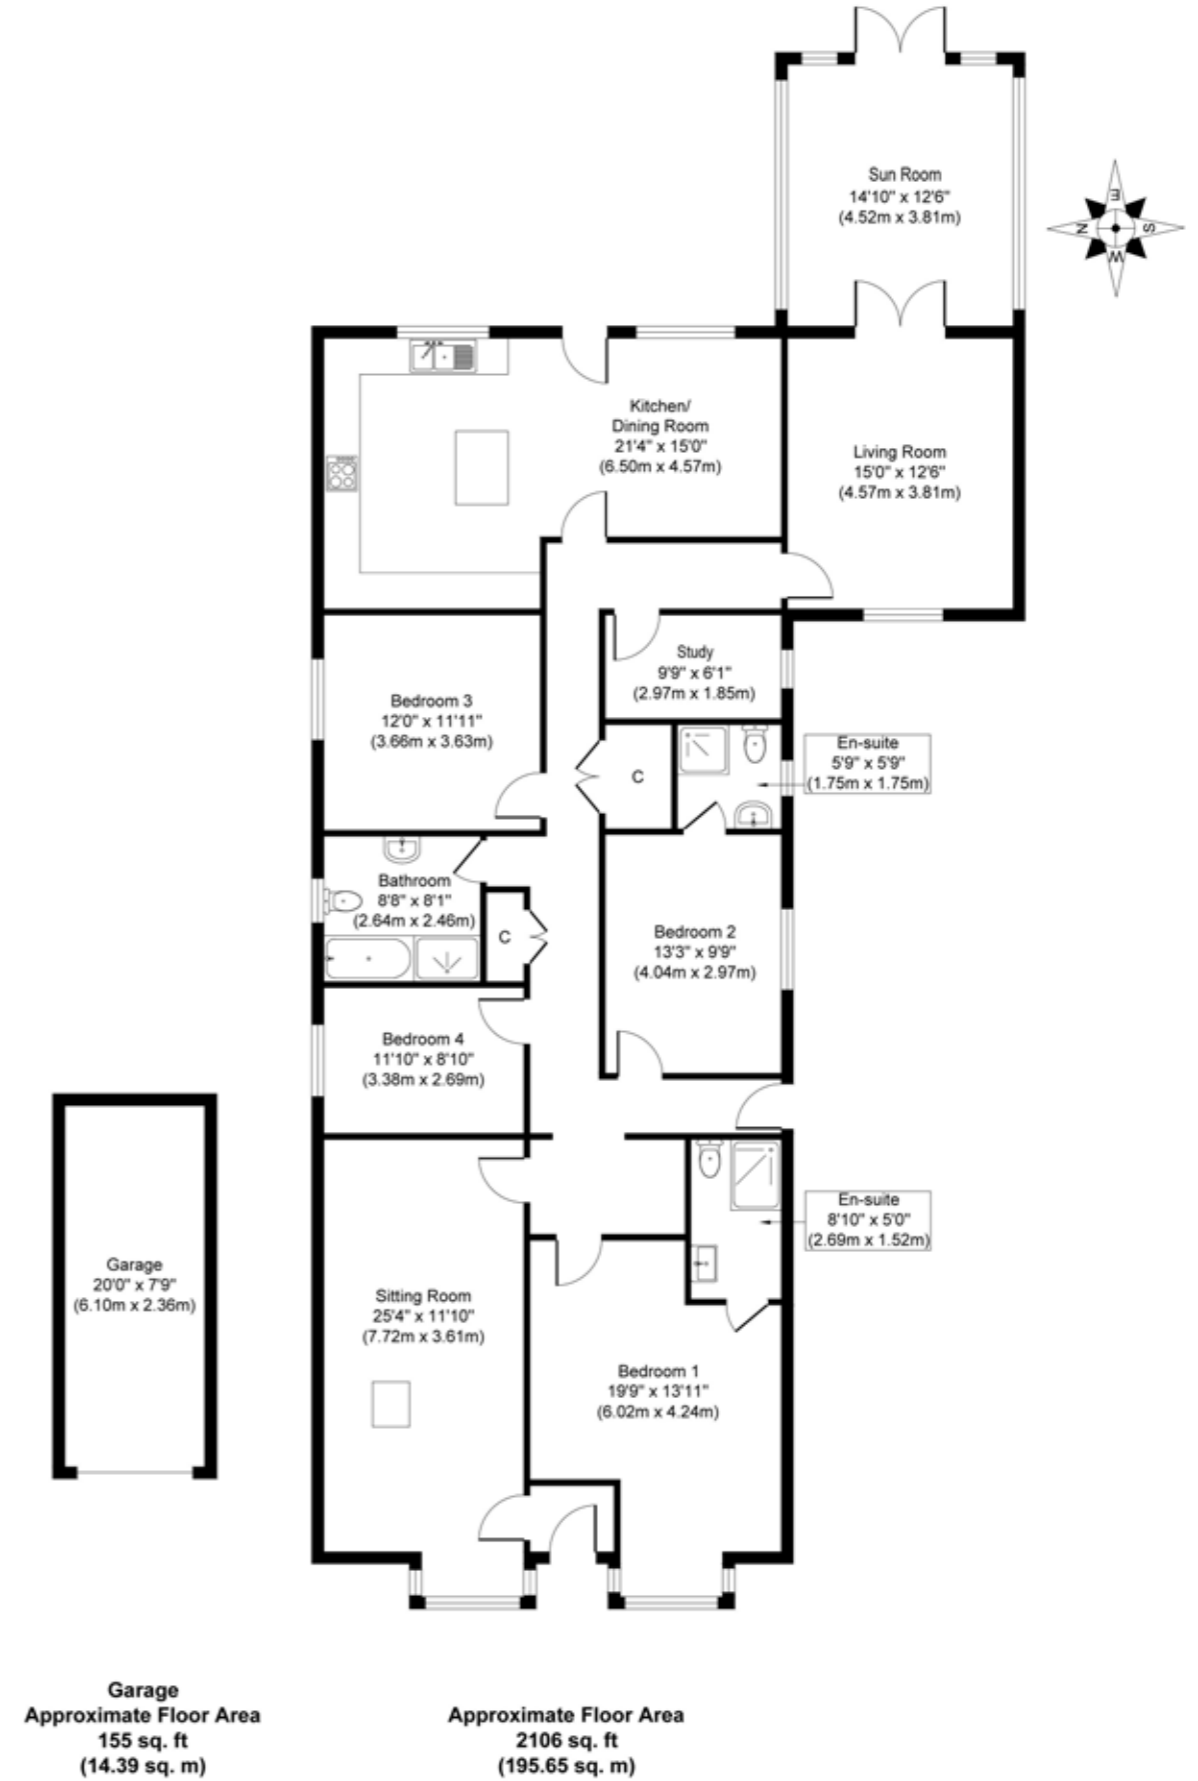 Sun Room
14'10" x 12'6"
(4.52m x 3.81m)
E
N
S
W
Kitchen/
Dining Room
21'4" x 15'0"
(6.50m x 4.57m)
Living Room
15'0" x 12'6"
(4.57m x 3.81m)
Study
9'9" x 6'1"
(2.97m x 1.85m)
Bedroom 3
12'0" x 11'11"
(3.66m x 3.63m)
C
En-suite
5'9" x 5'9"
(1.75m x 1.75m)
Bathroom
8'8" x 8'1"
(2.64m x 2.46m)
C
Bedroom 2
13'3" x 9'9"
(4.04m x 2.97m)
Bedroom 4
11'10" x 8'10"
(3.38m x 2.69m)
En-suite
8'10" x 5'0"
(2.69m x 1.52m)
Garage
20'0" x 7'9"
(6.10m x 2.36m)
Sitting Room
25'4" x 11'10"
(7.72m x 3.61m)
Bedroom 1
19'9" x 13'11"
(6.02m x 4.24m)
Garage
Approximate Floor Area
155 sq. ft
(14.39 sq. m)
Approximate Floor Area
2106 sq. ft
(195.65 sq. m)